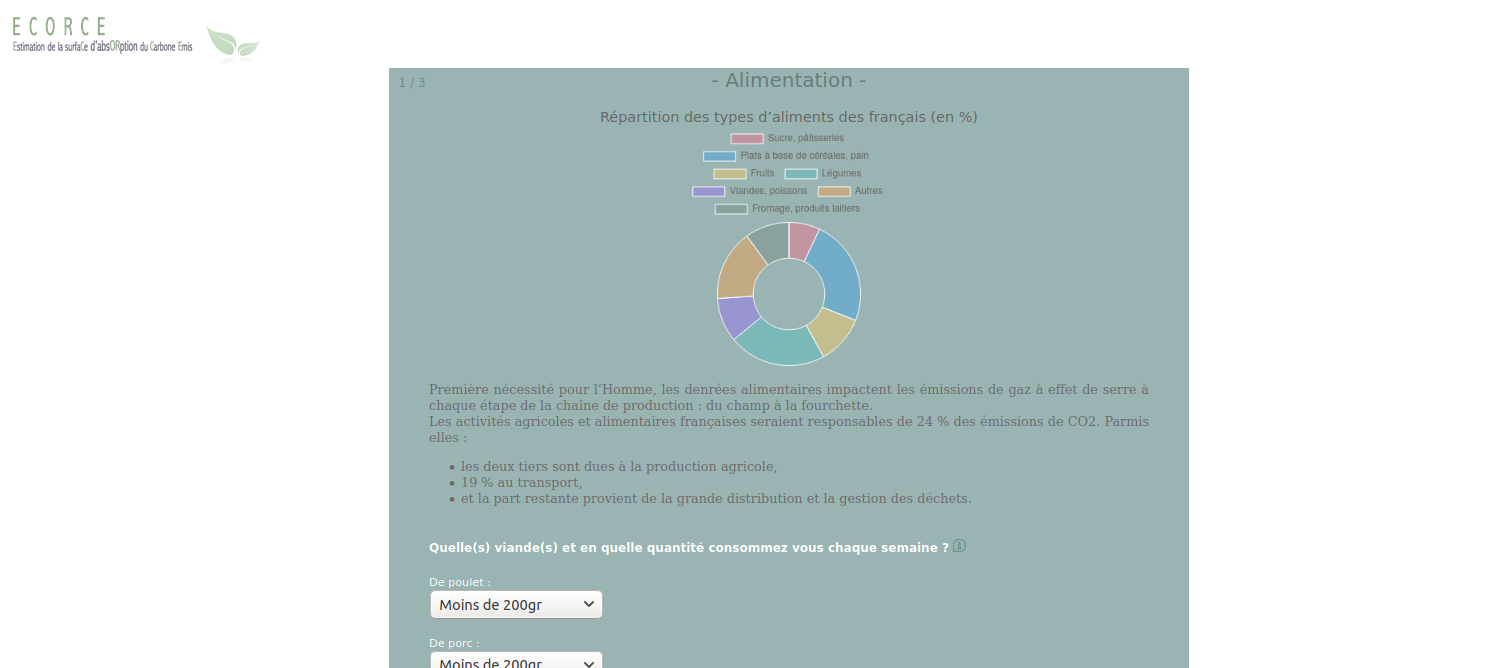 ECORCE
Estimation de la surfaCe d'absORption du Carbone Emis
1 / 3
- Alimentation -
Répartition des types d’aliments des français (en %)
Sucre, pâtisseries
Plats à base de céréales, pain
Fruits Légumes
Viandes, poissons Autres
Fromage, produits laitiers
Première nécessité pour l’Homme, les denrées alimentaires impactent les émissions de gaz à effet de serre à
chaque étape de la chaîne de production : du champ à la fourchette.
Les activités agricoles et alimentaires françaises seraient responsables de 24 % des émissions de CO2. Parmis
elles :
les deux tiers sont dues à la production agricole,
19 % au transport,
et la part restante provient de la grande distribution et la gestion des déchets.
Quelle(s) viande(s) et en quelle quantité consommez vous chaque semaine ?
De poulet :
Moins de 200gr
De porc :
Moins de 200gr